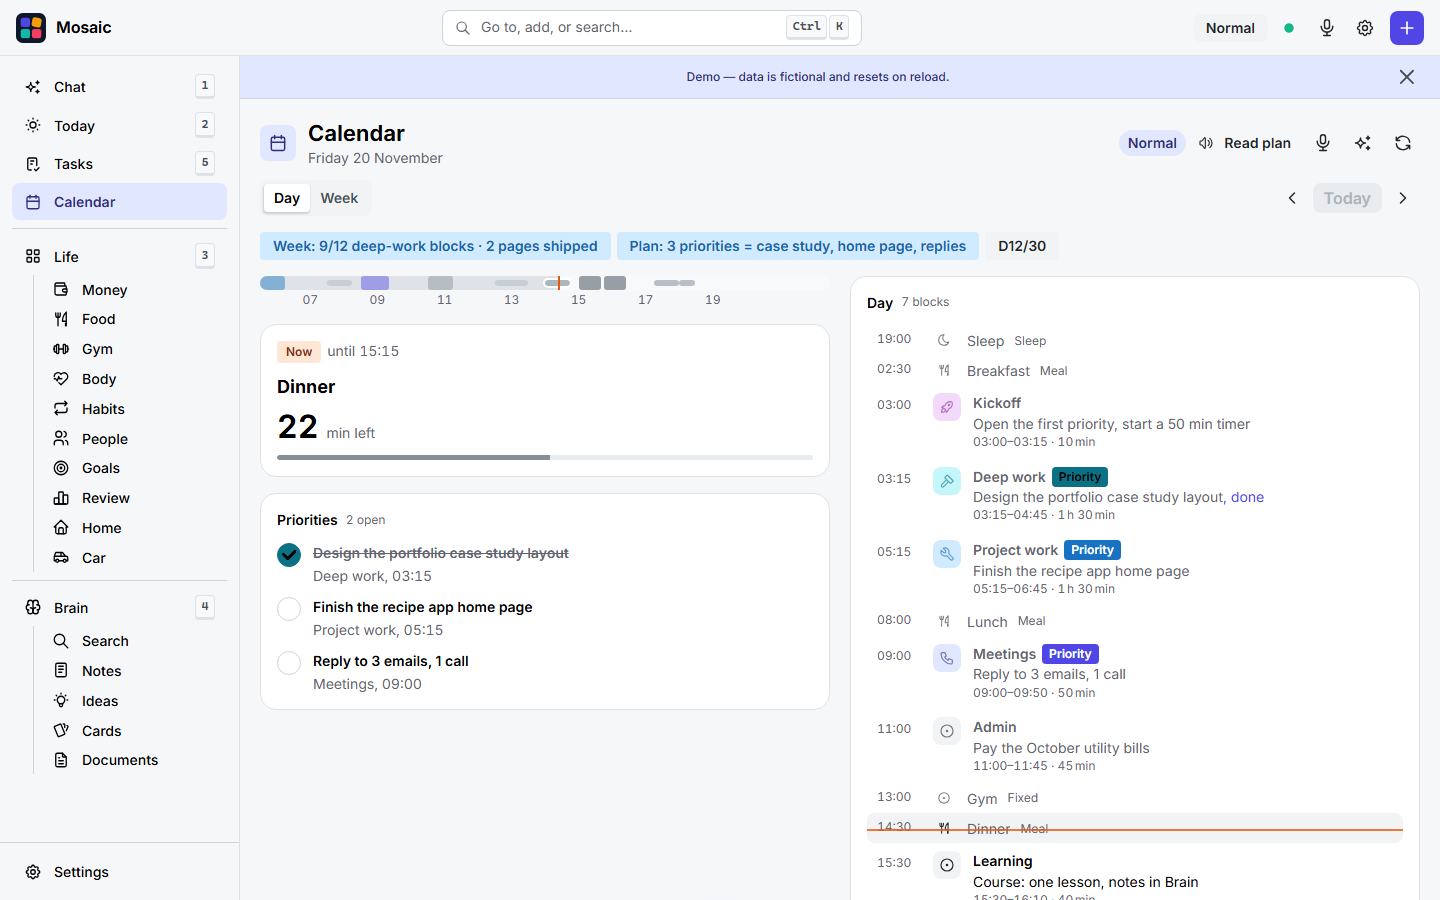 Mosaic
Go to, add, or search...
Ctrl K
Normal
Demo — data is fictional and resets on reload.
Chat 1
Today 2
Tasks 5
Calendar
Life 3
Money
Food
Gym
Body
Habits
People
Goals
Review
Home
Car
Brain 4
Search
Notes
Ideas
Cards
Documents
Settings
Calendar
Friday 20 November
Normal
Read plan
Day
Week
Today
Week: 9/12 deep-work blocks · 2 pages shipped
Plan: 3 priorities = case study, home page, replies
D12/30
07 09 11 13 15 17 19
Now until 15:15
Dinner
22 min left
Priorities 2 open
Design the portfolio case study layout
Deep work, 03:15
Finish the recipe app home page
Project work, 05:15
Reply to 3 emails, 1 call
Meetings, 09:00
Day 7 blocks
19:00 Sleep Sleep
02:30 Breakfast Meal
03:00 Kickoff
Open the first priority, start a 50 min timer
03:00–03:15 · 10 min
03:15 Deep work Priority
Design the portfolio case study layout, done
03:15–04:45 · 1 h 30 min
05:15 Project work Priority
Finish the recipe app home page
05:15–06:45 · 1 h 30 min
08:00 Lunch Meal
09:00 Meetings Priority
Reply to 3 emails, 1 call
09:00–09:50 · 50 min
11:00 Admin
Pay the October utility bills
11:00–11:45 · 45 min
13:00 Gym Fixed
14:30 Dinner Meal
15:30 Learning
Course: one lesson, notes in Brain
15:30–16:10 · 40 min